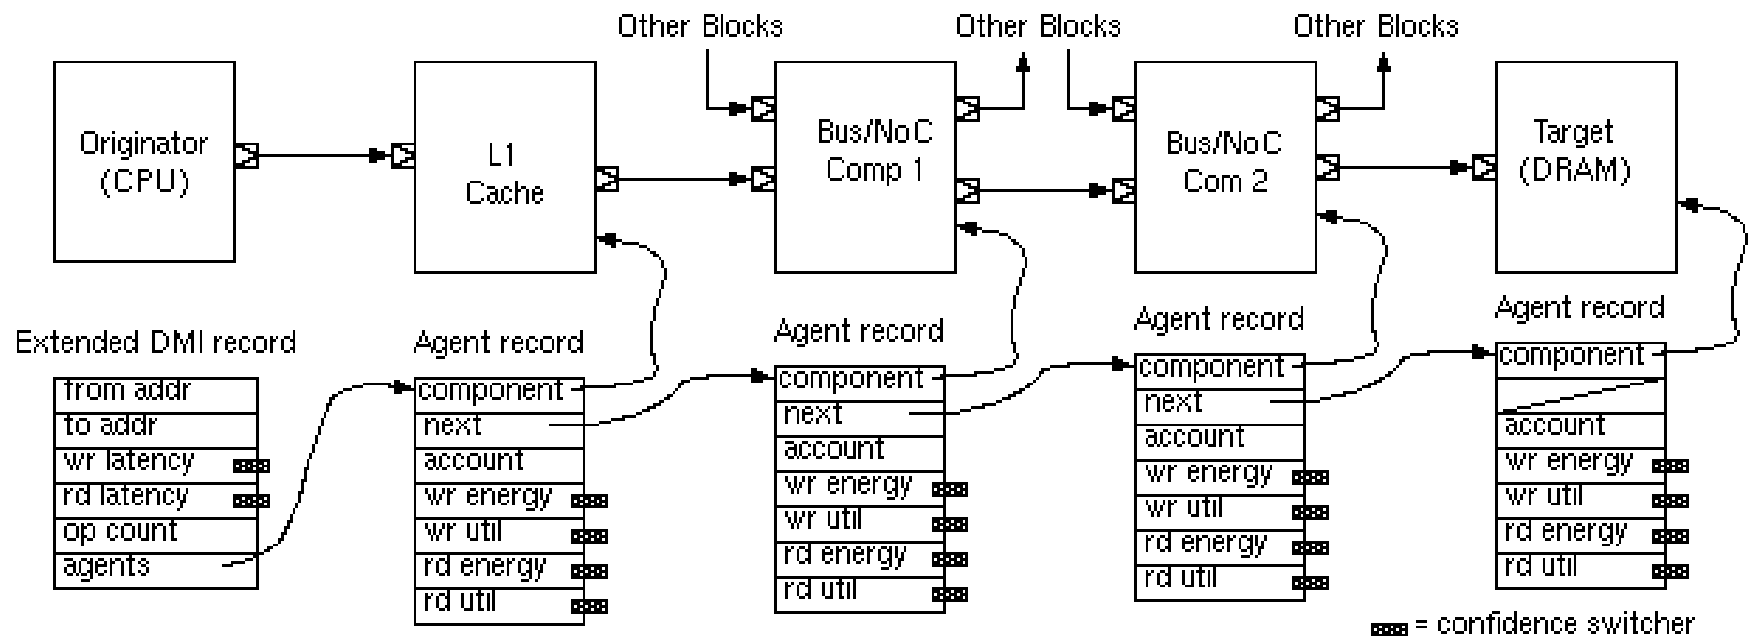 Other Blocks
Other Blocks
Other Blocks
Originator
(CPU)
L1
Cache
Bus/NoC
Comp 1
Bus/NoC
Com 2
Target
(DRAM)
Extended DMI record
from addr
to addr
wr latency
rd latency
op count
agents
Agent record
component
next
account
wr energy
wr util
rd energy
rd util
Agent record
component
next
account
wr energy
wr util
rd energy
rd util
Agent record
component
next
account
wr energy
wr util
rd energy
rd util
Agent record
component
account
wr energy
wr util
rd energy
rd util
= confidence switcher